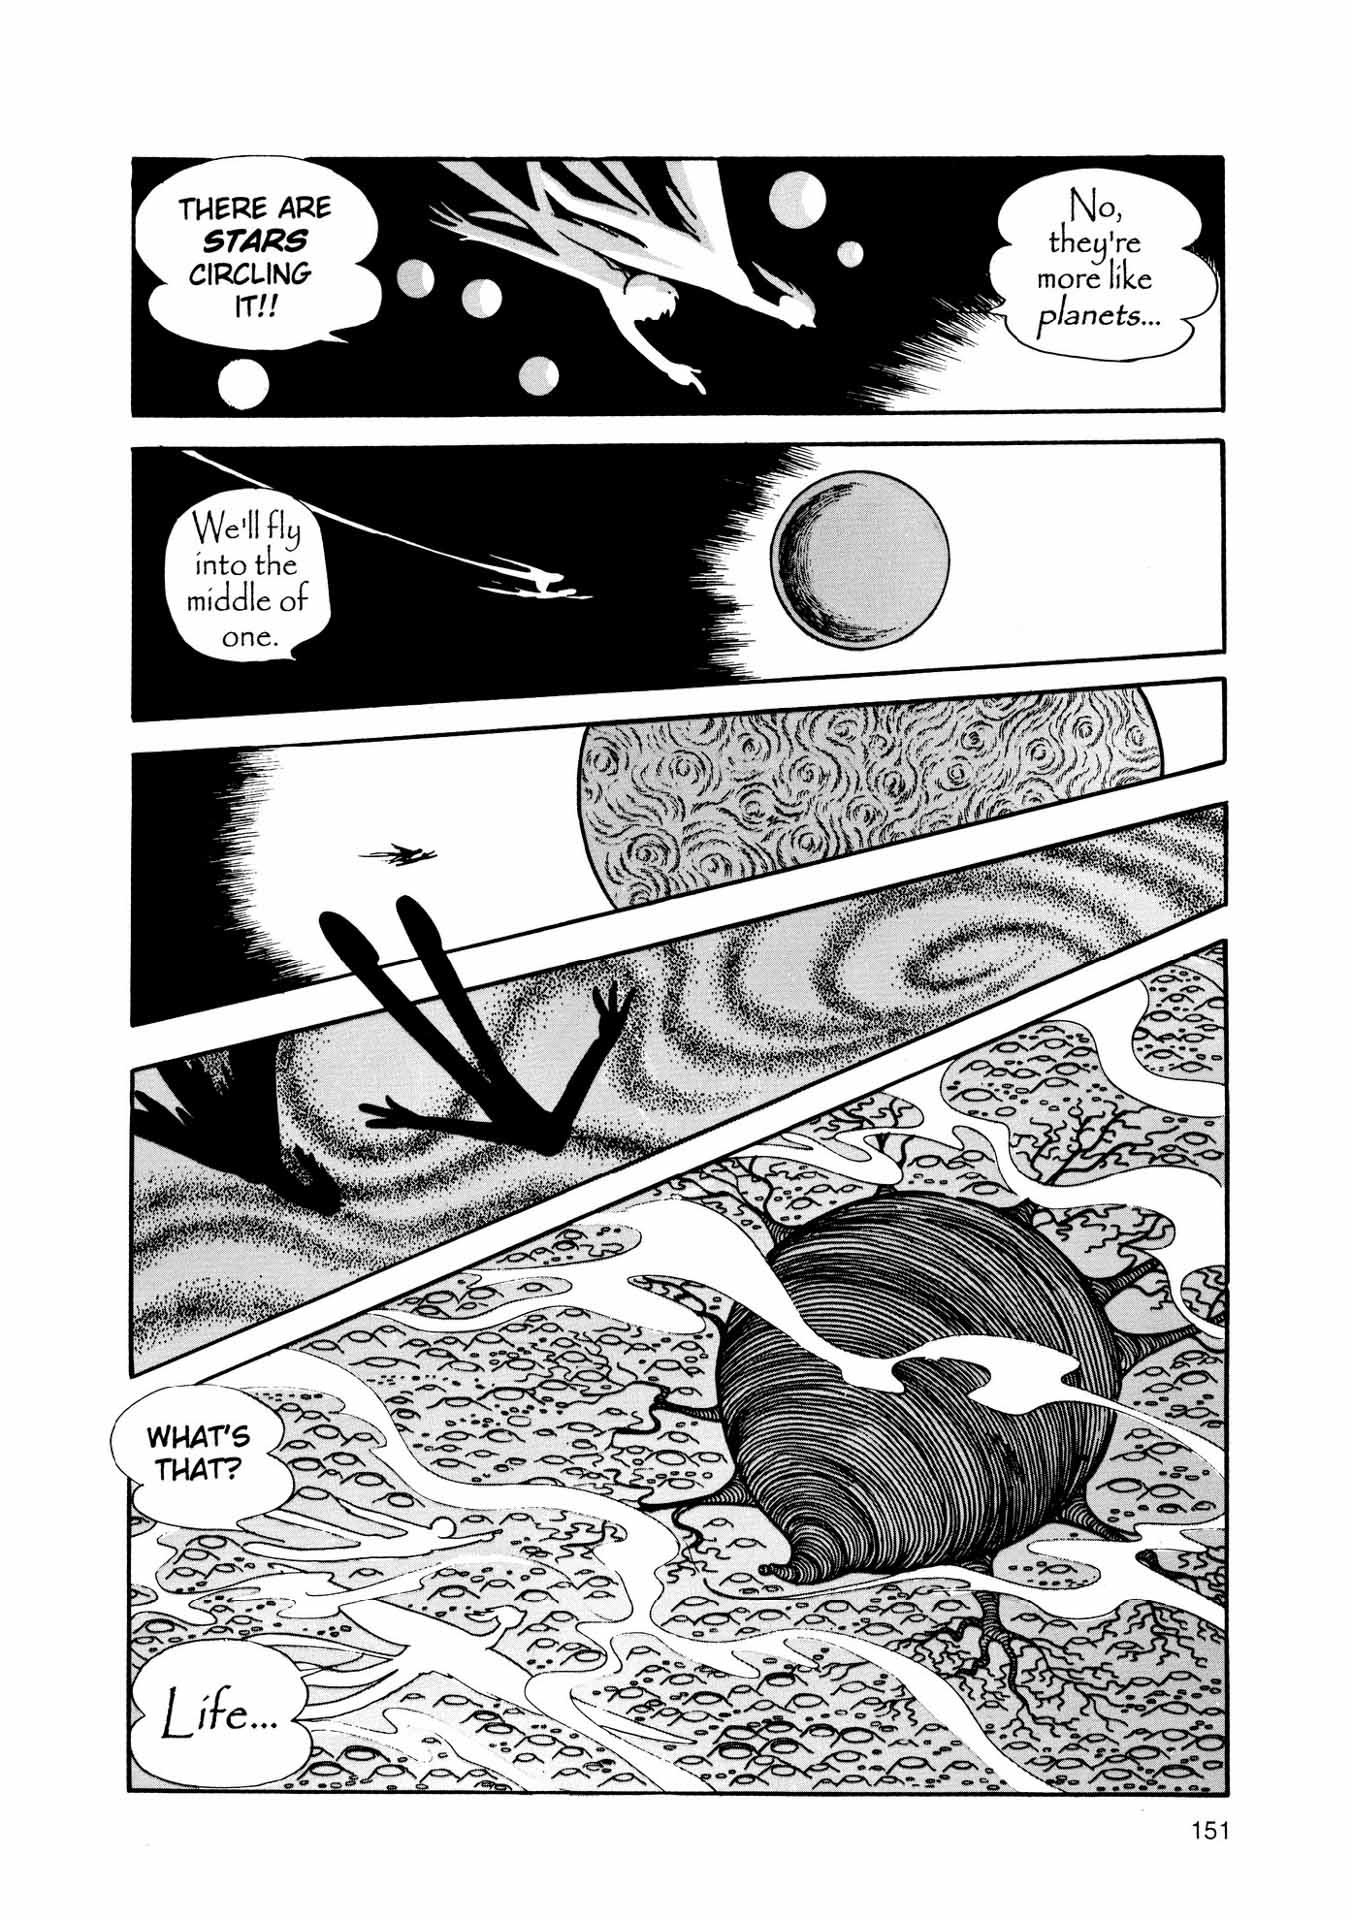 THERE ARE
STARS
CIRCLING
IT!!
No,
they're
more like
planets...
We'll fly
into the
middle of
one.
WHAT'S
THAT?
Life...
151